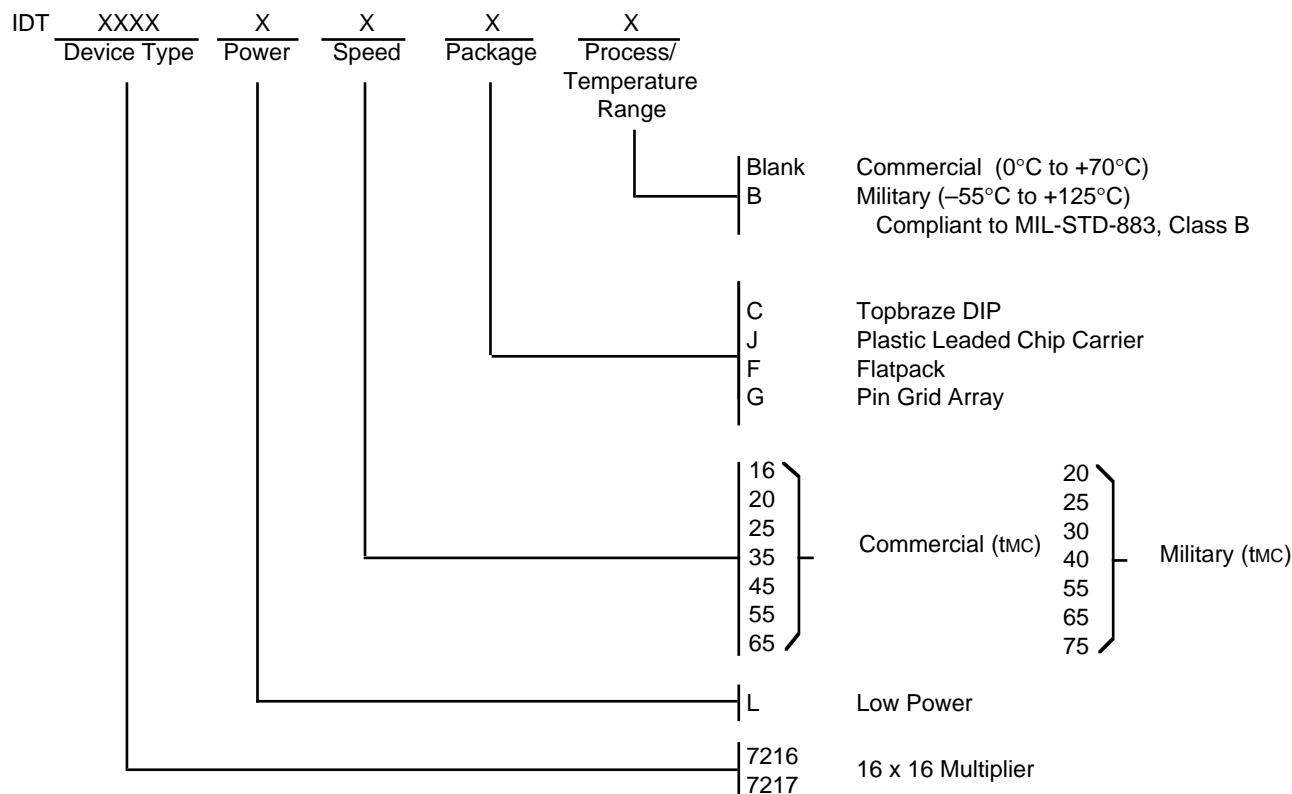 IDT XXXX X X X X
Device Type Power Speed Package Process/
Temperature
Range
Blank Commercial (0°C to +70°C)
B Military (–55°C to +125°C)
Compliant to MIL-STD-883, Class B
C Topbraze DIP
J Plastic Leaded Chip Carrier
F Flatpack
G Pin Grid Array
16 20
20 25
25 30
35 Commercial (tMC) 40 Military (tMC)
45 55
55 65
65 75
L Low Power
7216
7217 16 x 16 Multiplier